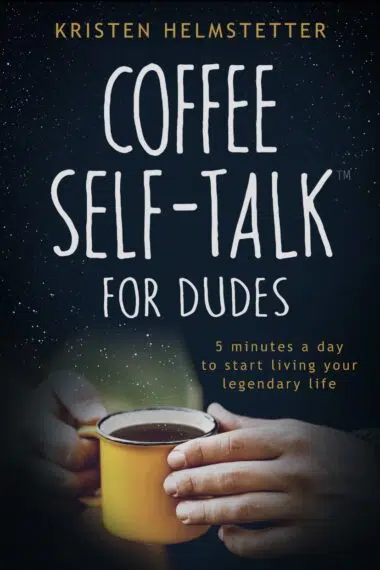 KRISTEN HELMSTETTER
COFFEE
SELF-TALK™
FOR DUDES
5 minutes a day
to start living your
legendary life